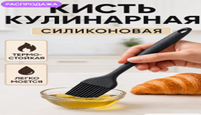 РАСПРОДАЖА
КИСТЬ
КУЛИНАРНАЯ
СИЛИКОНОВАЯ
ТЕРМО-
СТОЙКАЯ
ЛЕГКО
МОЕТСЯ